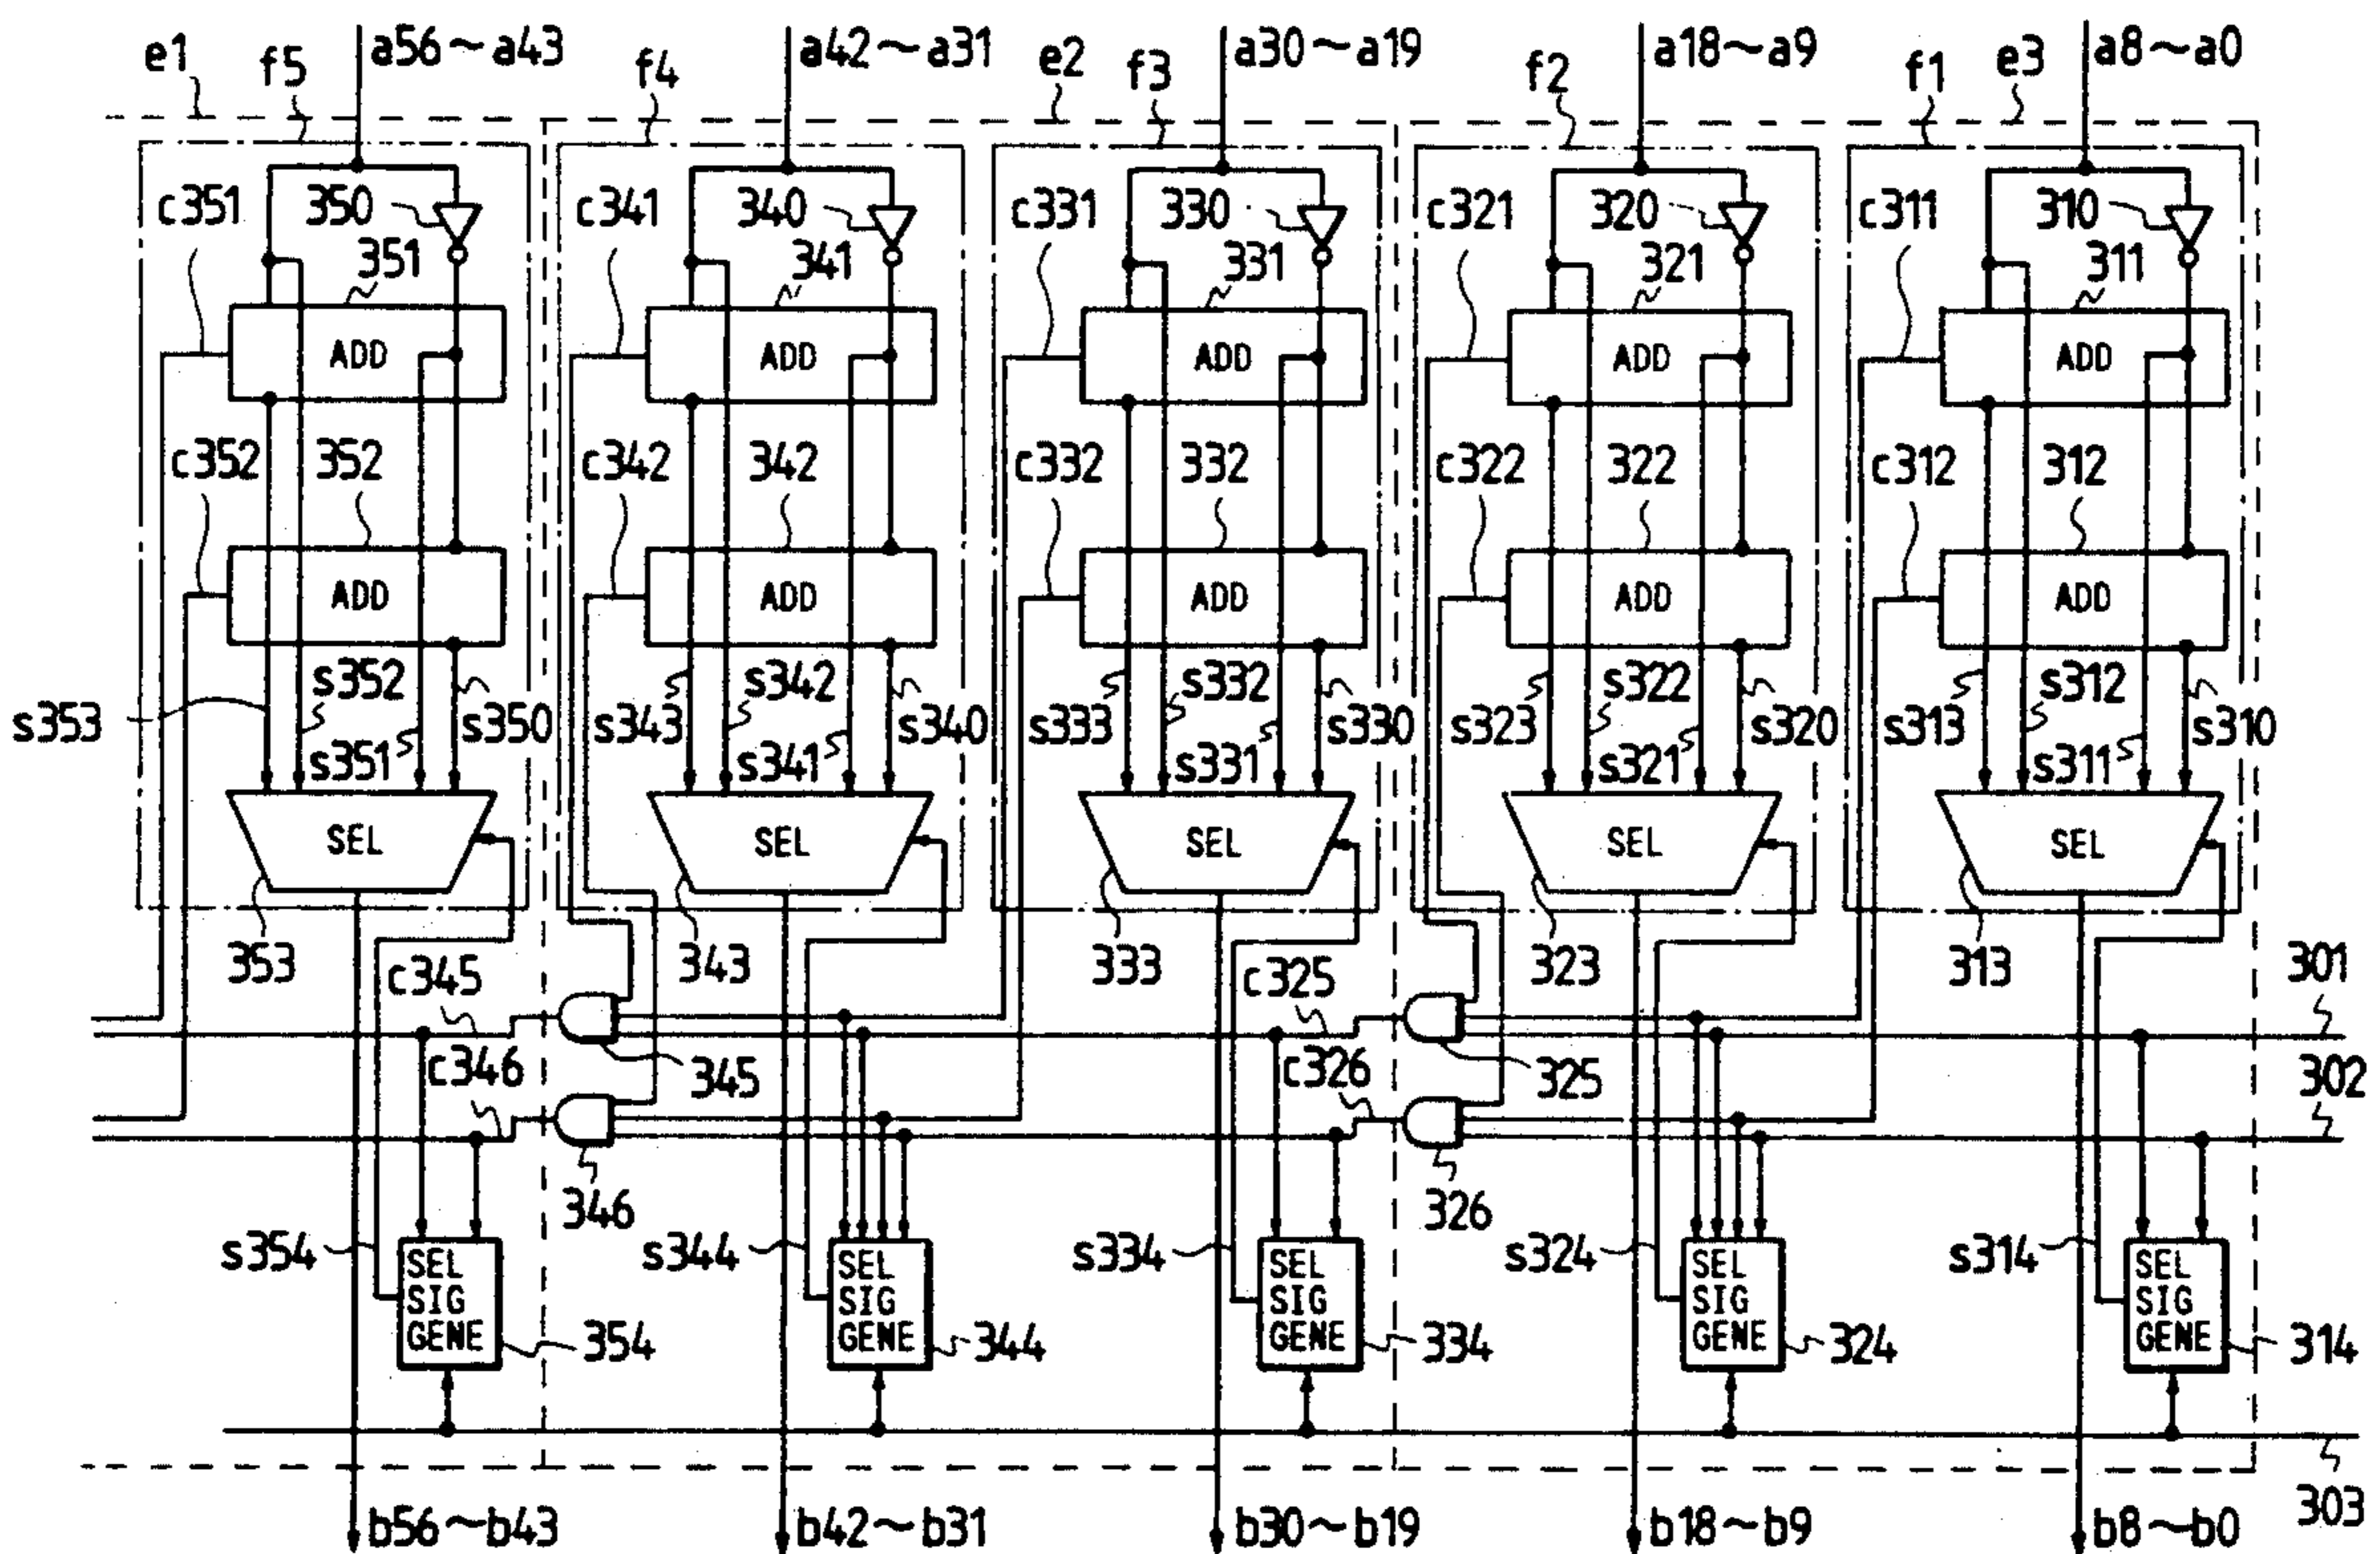 e1 f5 a56~a43 f4 a42~a31 e2 f3 a30~a19 f2 a18~a9 f1 e3 a8~a0
c351 350 c341 340 c331 330 c321 320 c311 310
351 341 331 321 311
ADD ADD ADD ADD ADD
c352 352 c342 342 c332 332 c322 322 c312 312
ADD ADD ADD ADD ADD
s353 s352 s351 s350 s343 s342 s341 s340 s333 s332 s331 s330 s323 s322 s321 s320 s313 s312 s311 s310
SEL SEL SEL SEL SEL
353 343 333 323 313
c345 c325 301
c346 345 c326 325 302
346 326
s354 s344 s334 s324 s314
SEL SEL SEL SEL SEL
SIG SIG SIG SIG SIG
GENE 354 GENE 344 GENE 334 GENE 324 GENE 314
b56~b43 b42~b31 b30~b19 b18~b9 b8~b0 303